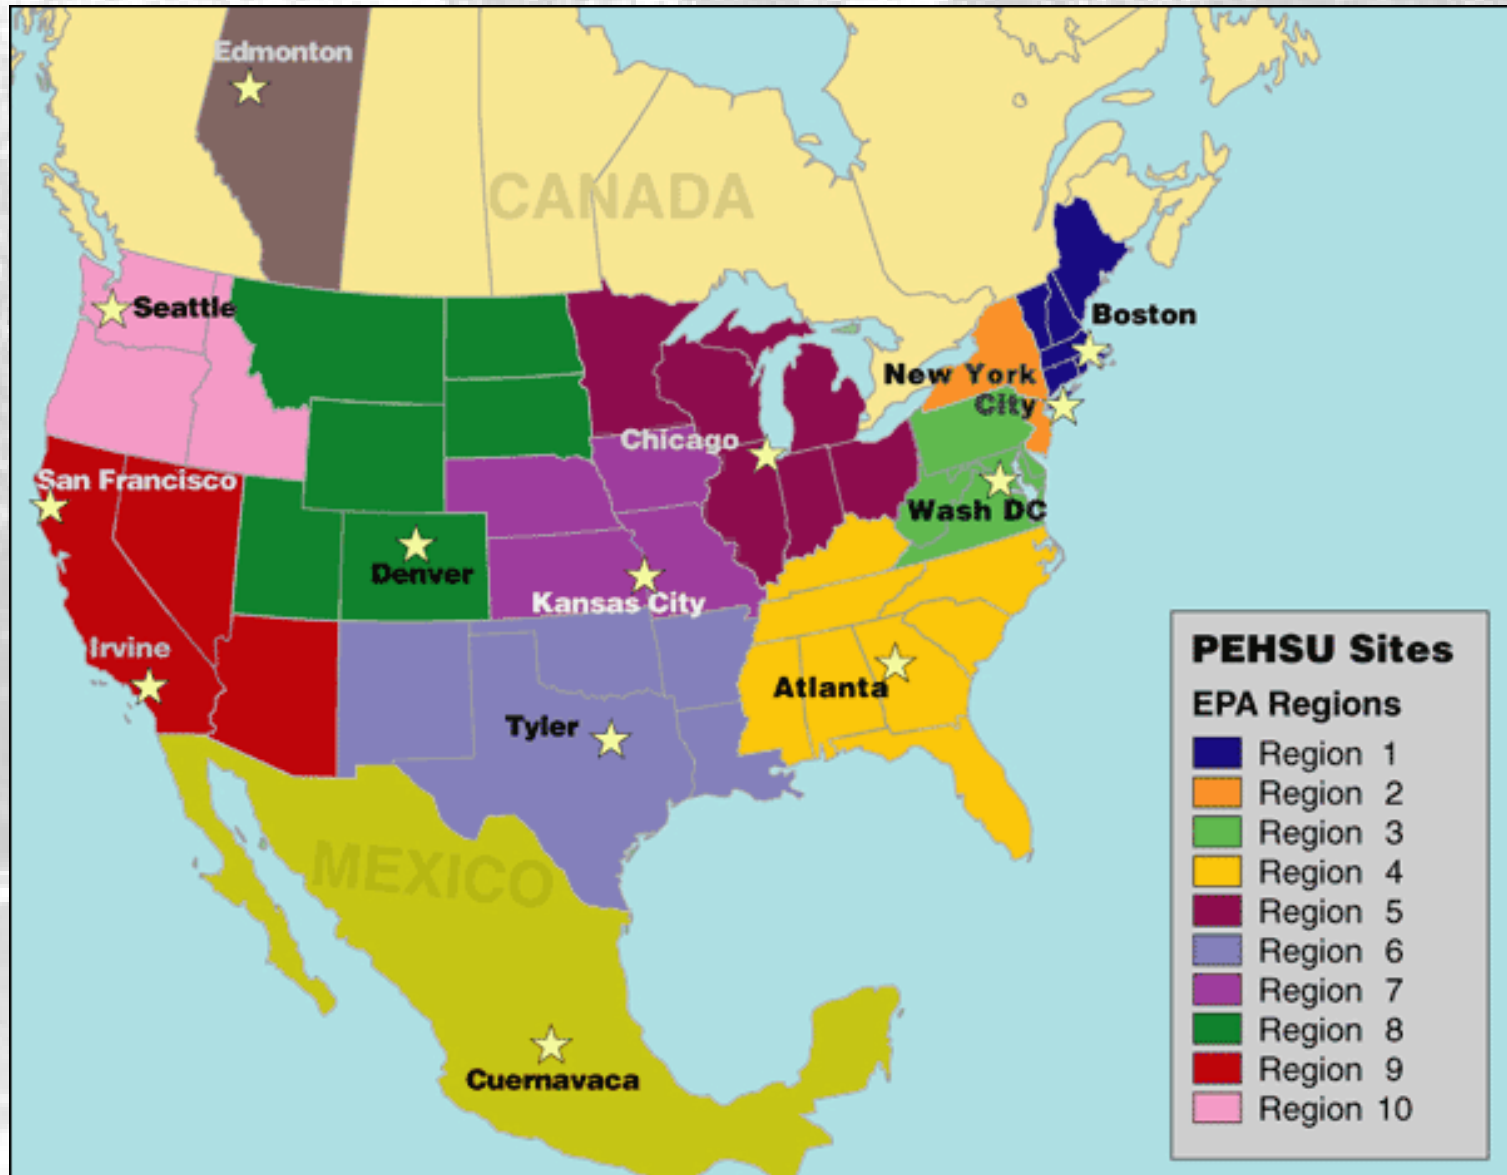 Edmonton
CANADA
Seattle
Boston
New York
City
Chicago
San Francisco
Wash DC
Denver
Kansas City
Irvine
Atlanta
Tyler
MEXICO
Cuernavaca
PEHSU Sites
EPA Regions
Region 1
Region 2
Region 3
Region 4
Region 5
Region 6
Region 7
Region 8
Region 9
Region 10